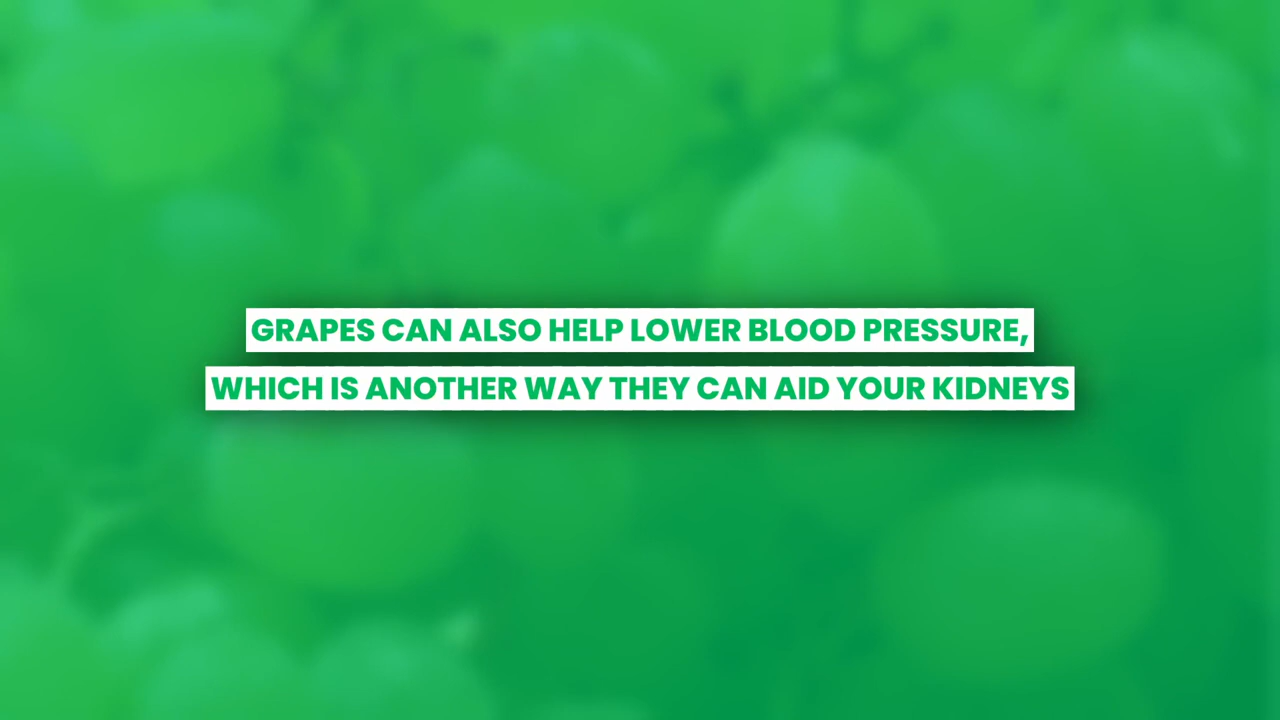 GRAPES CAN ALSO HELP LOWER BLOOD PRESSURE,
WHICH IS ANOTHER WAY THEY CAN AID YOUR KIDNEYS